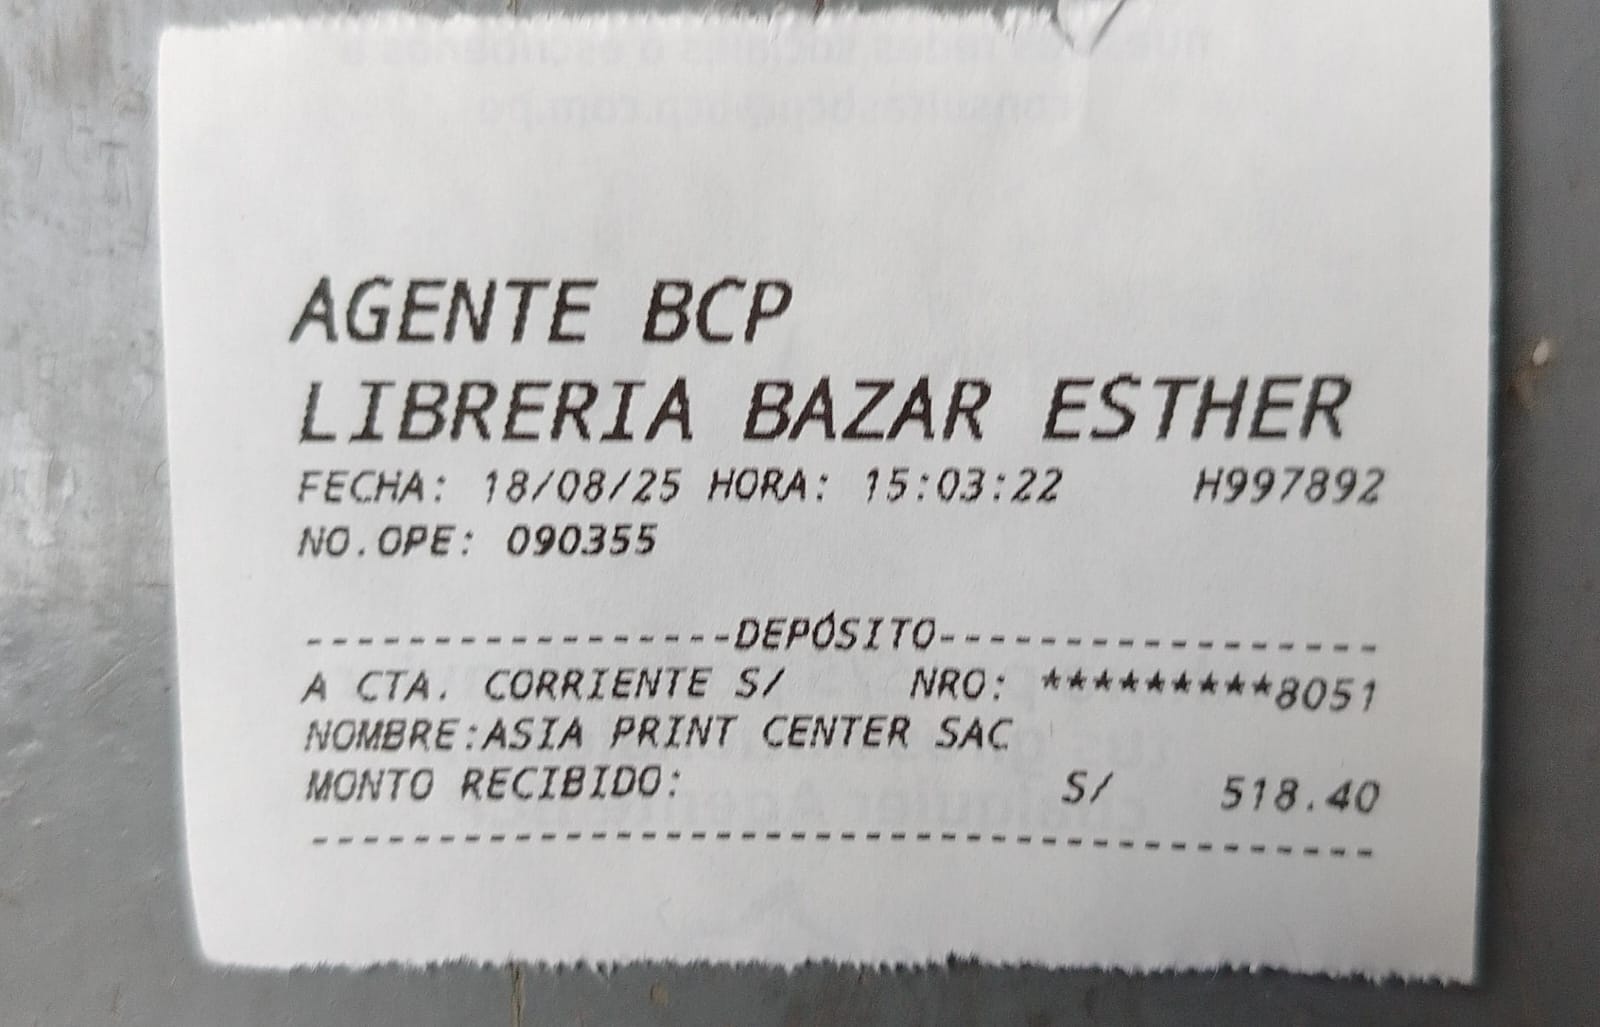 AGENTE BCP
LIBRERIA BAZAR ESTHER
FECHA: 18/08/25 HORA: 15:03:22 H997892
NO.OPE: 090355
-----------------DEPÓSITO-----------------
A CTA. CORRIENTE S/ NRO: *********8051
NOMBRE:ASIA PRINT CENTER SAC
MONTO RECIBIDO: S/ 518.40
------------------------------------------